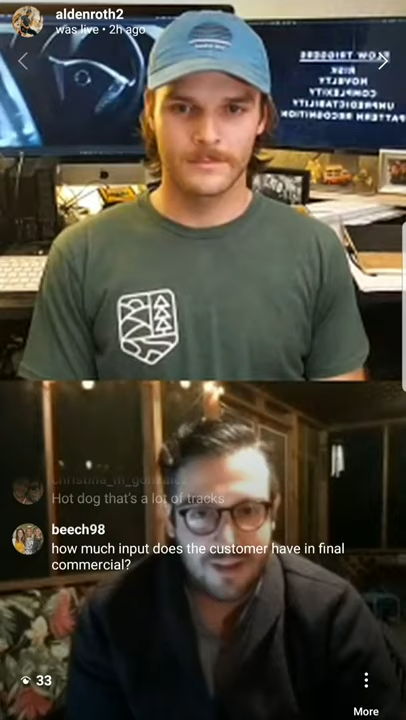 aldenroth2
was live • 2h ago
FLOW TRIGGERS
RISK
NOVELTY
COMPLEXITY
UNPREDICTABILITY
PATTERN RECOGNITION
Hot dog that's a lot of tracks
beech98
how much input does the customer have in final
commercial?
33
More